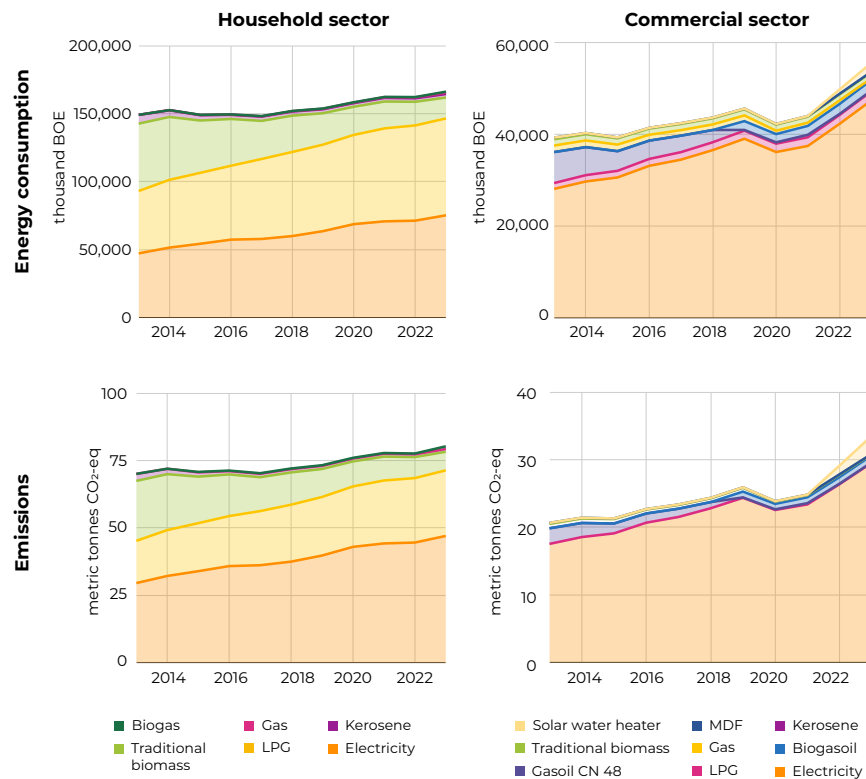 Household sector
Commercial sector
Energy consumption
thousand BOE
200,000
150,000
100,000
50,000
0
2014 2016 2018 2020 2022
thousand BOE
60,000
40,000
20,000
0
2014 2016 2018 2020 2022
Emissions
metric tonnes CO₂-eq
100
75
50
25
0
2014 2016 2018 2020 2022
metric tonnes CO₂-eq
40
30
20
10
0
2014 2016 2018 2020 2022
Biogas Gas Kerosene
Traditional LPG Electricity
biomass
Solar water heater MDF Kerosene
Traditional biomass Gas Biogasoil
Gasoil CN 48 LPG Electricity